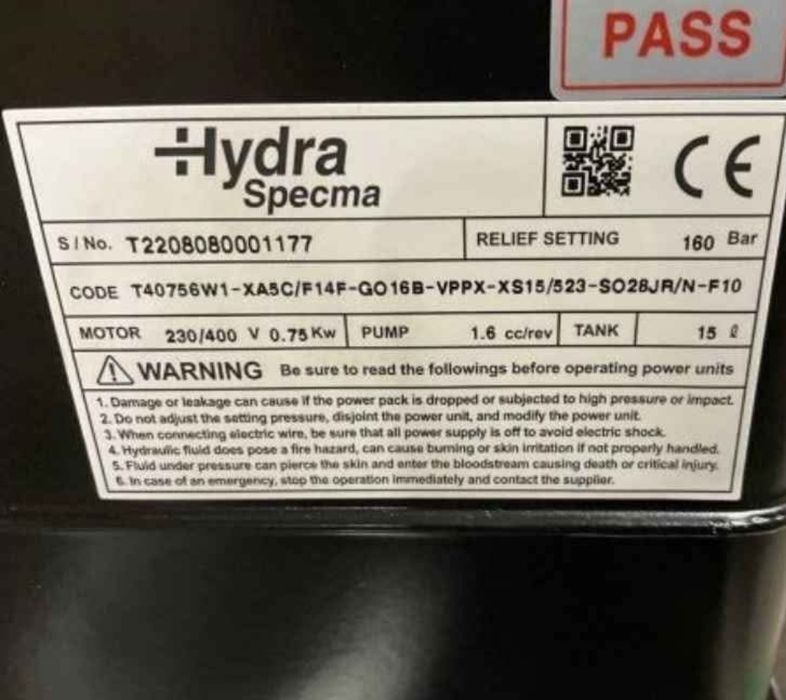 PASS
Hydra
Specma
CE
S/No. T2208080001177
RELIEF SETTING 160 Bar
CODE T40756W1-XA5C/F14F-GO16B-VPPX-XS15/523-SO28JR/N-F10
MOTOR 230/400 V 0.75 Kw PUMP 1.6 cc/rev TANK 15 ℓ
WARNING Be sure to read the followings before operating power units
1. Damage or leakage can cause if the power pack is dropped or subjected to high pressure or impact.
2. Do not adjust the setting pressure, disjoint the power unit, and modify the power unit.
3. When connecting electric wire, be sure that all power supply is off to avoid electric shock.
4. Hydraulic fluid does pose a fire hazard, can cause burning or skin irritation if not properly handled.
5. Fluid under pressure can pierce the skin and enter the bloodstream causing death or critical injury.
6. In case of an emergency, stop the operation immediately and contact the supplier.